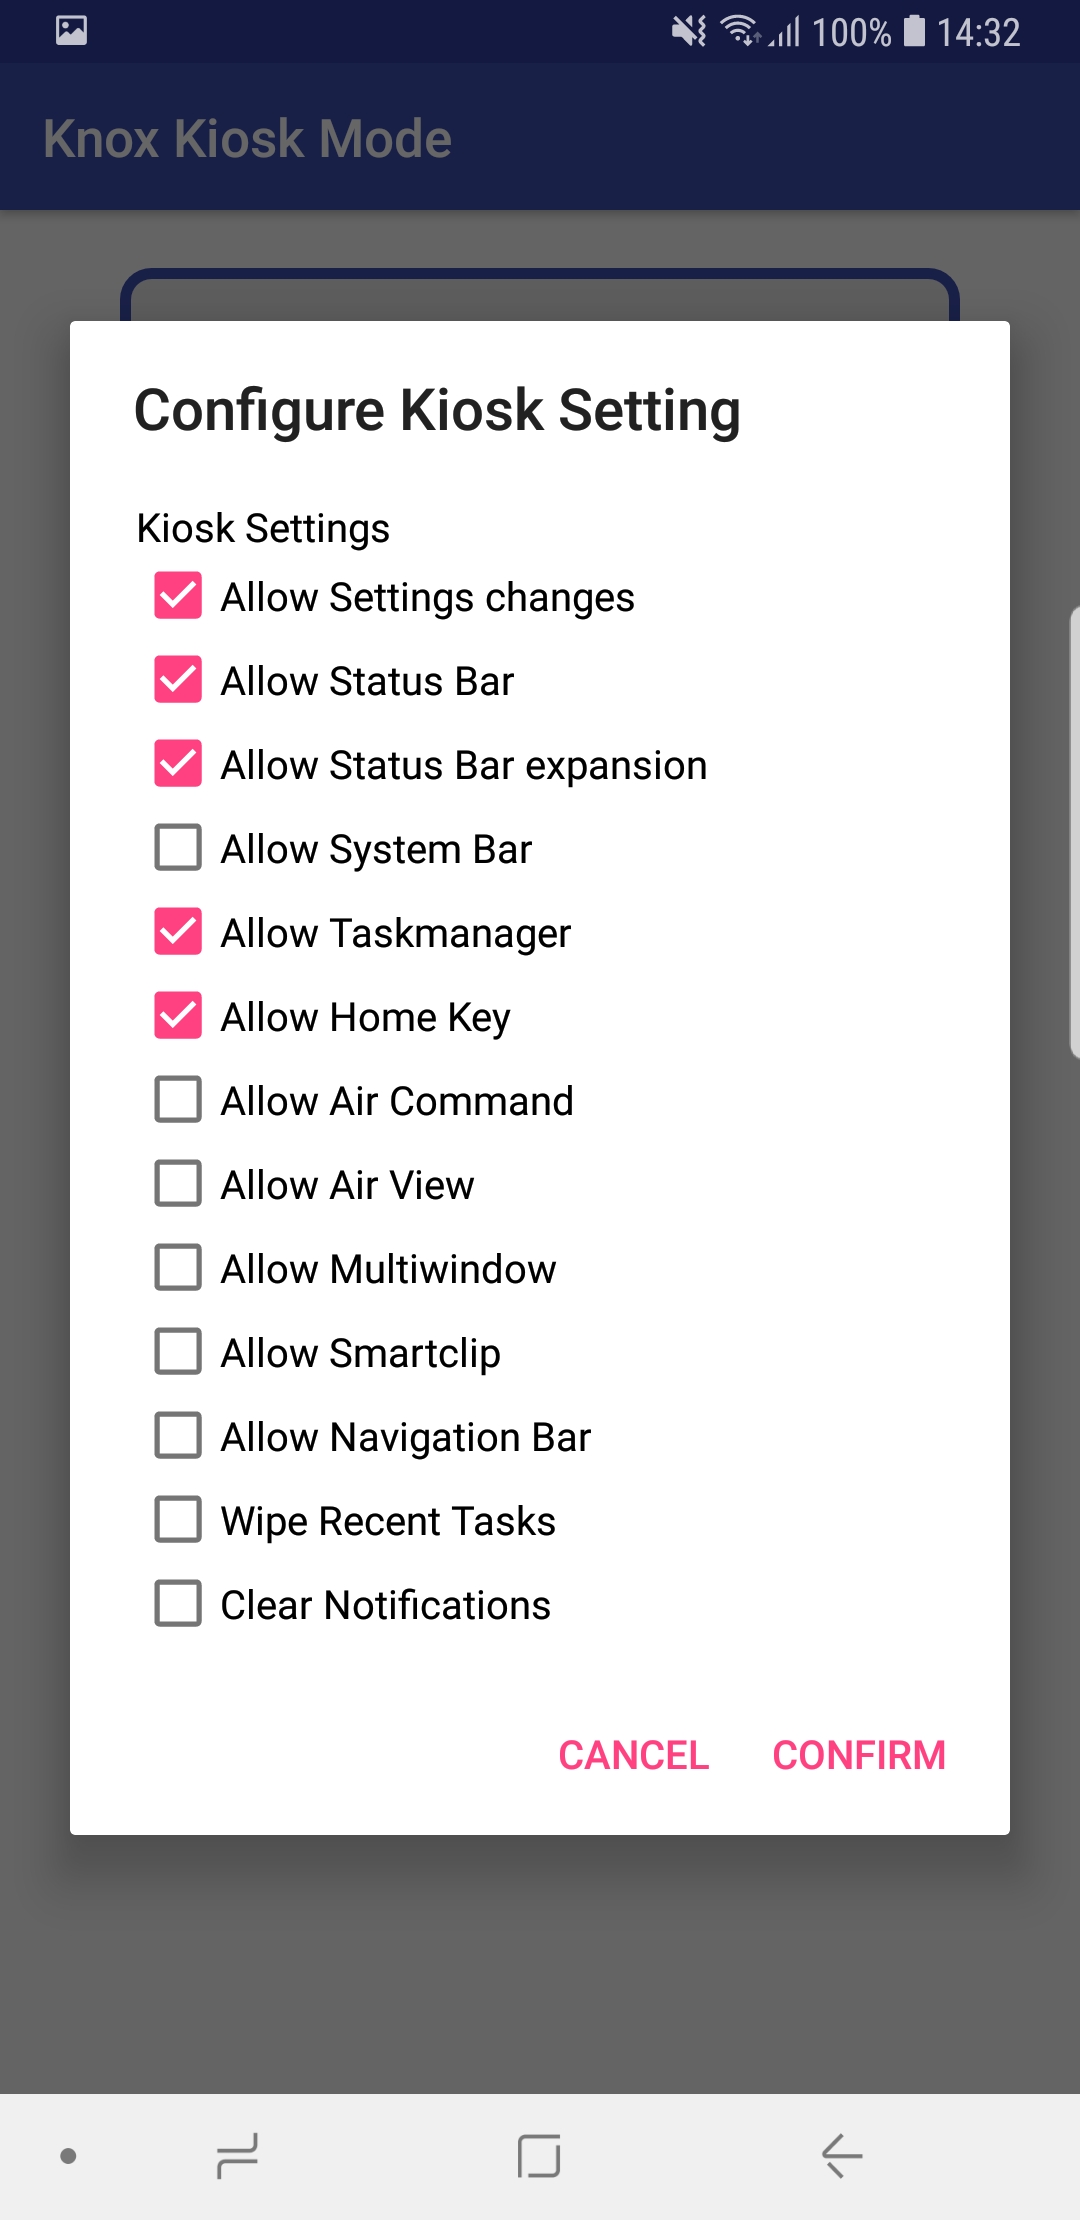 100% 14:32
Knox Kiosk Mode
Configure Kiosk Setting
Kiosk Settings
Allow Settings changes
Allow Status Bar
Allow Status Bar expansion
Allow System Bar
Allow Taskmanager
Allow Home Key
Allow Air Command
Allow Air View
Allow Multiwindow
Allow Smartclip
Allow Navigation Bar
Wipe Recent Tasks
Clear Notifications
CANCEL CONFIRM